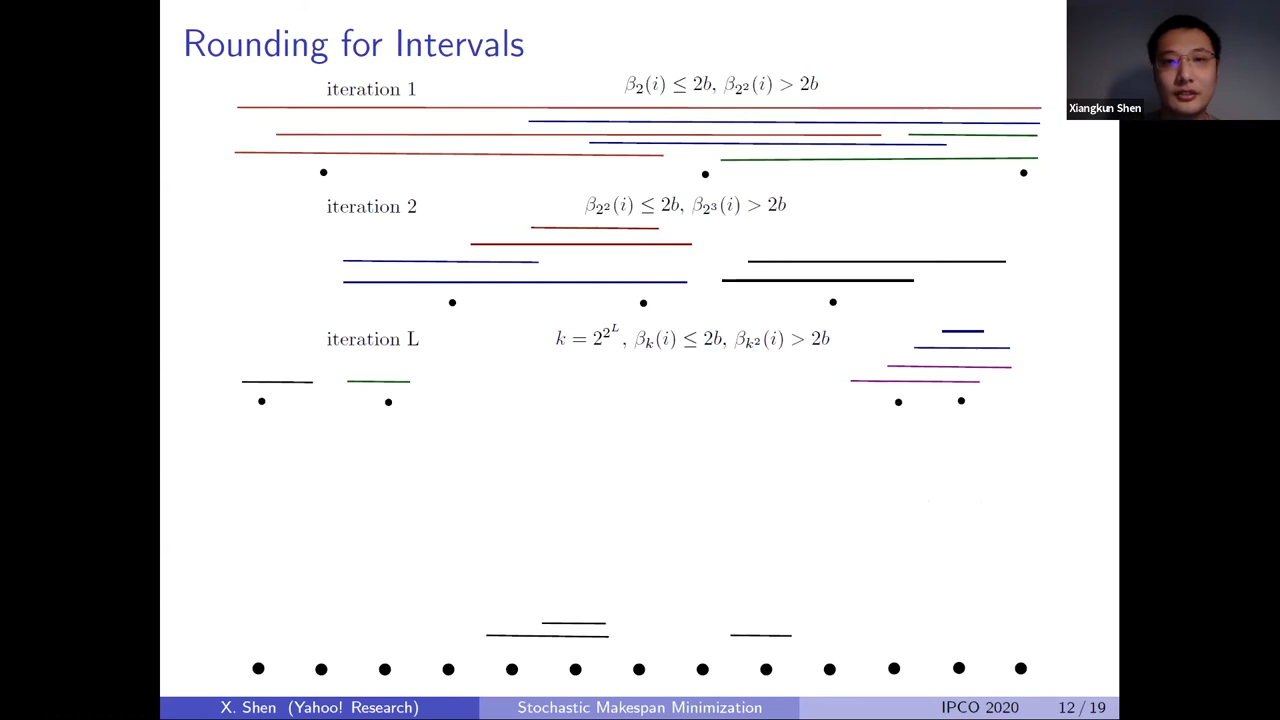 Rounding for Intervals
Xiangkun Shen
iteration 1
β₂(i) ≤ 2b, β₂²(i) > 2b
iteration 2
β₂²(i) ≤ 2b, β₂³(i) > 2b
iteration L
k = 2^{2^L}, βₖ(i) ≤ 2b, βₖ²(i) > 2b
X. Shen (Yahoo! Research)
Stochastic Makespan Minimization
IPCO 2020
12 / 19